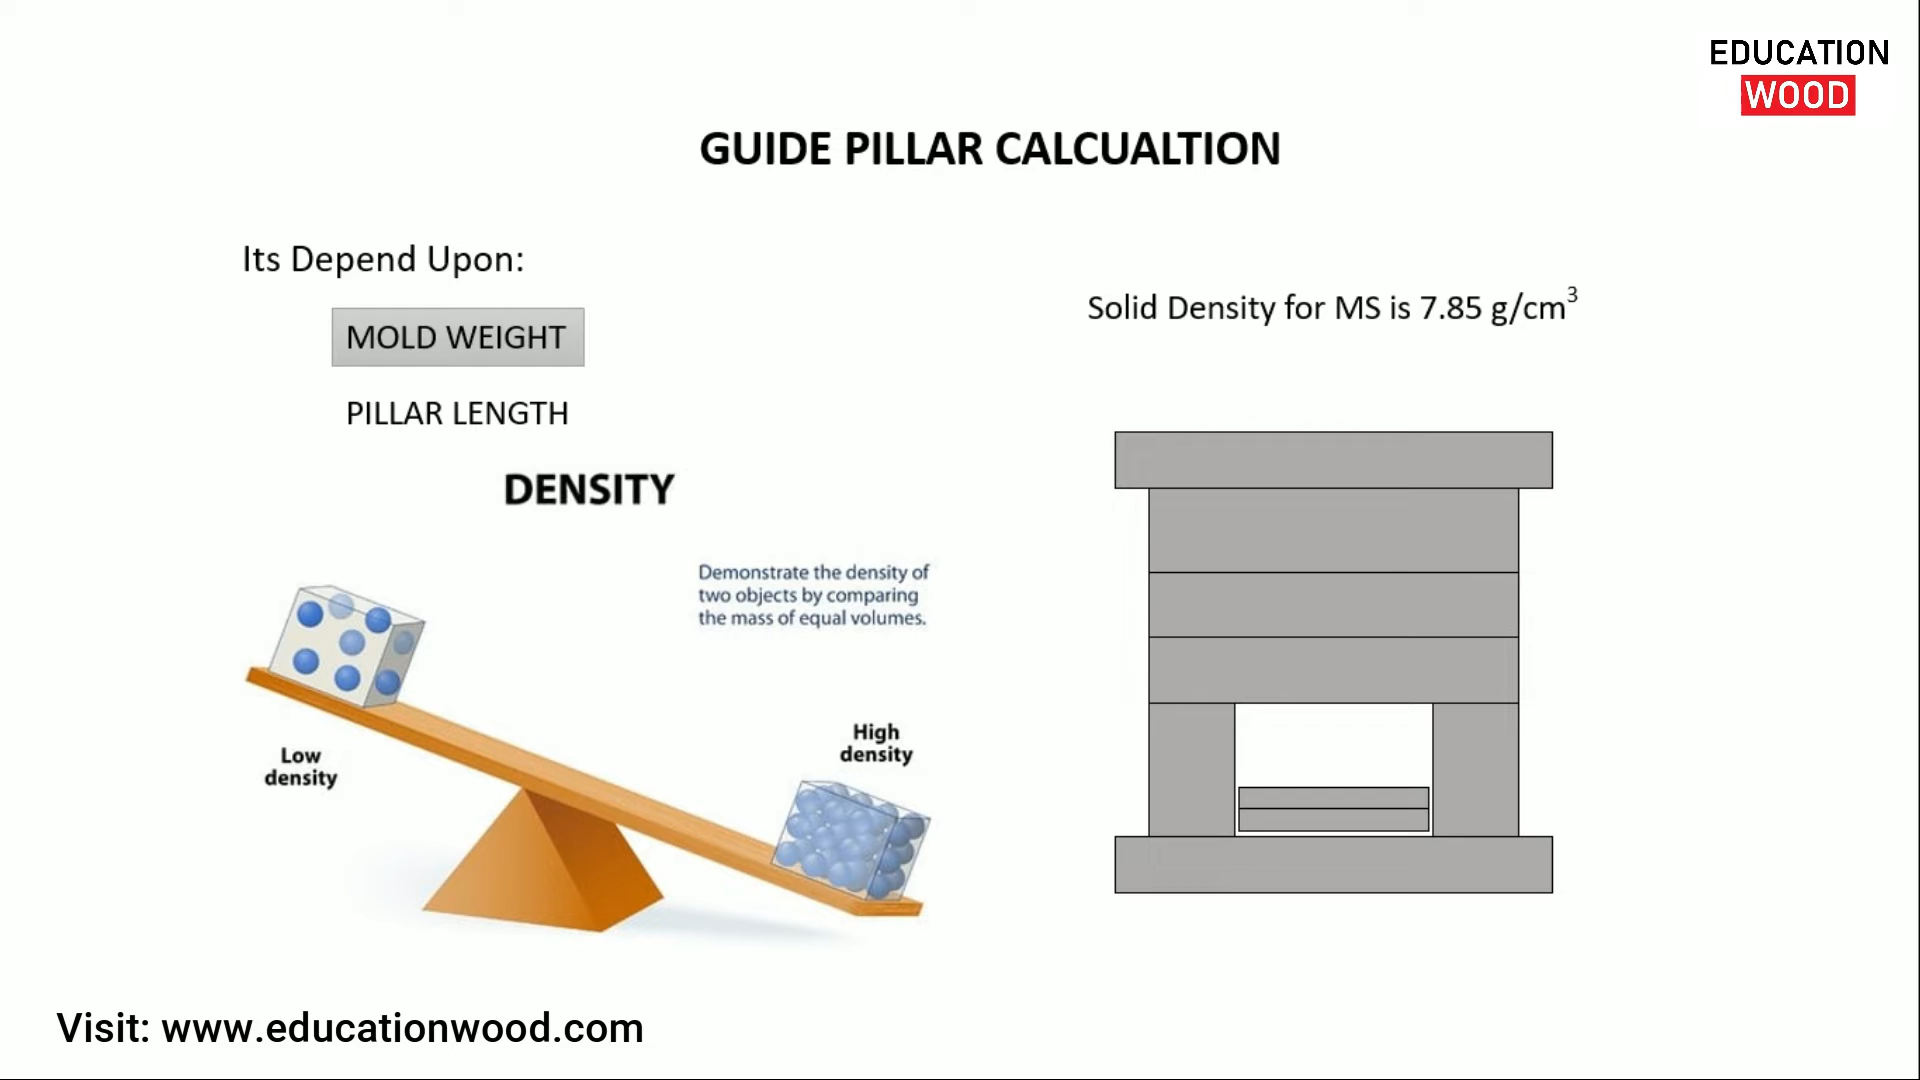 EDUCATION
WOOD
GUIDE PILLAR CALCUALTION
Its Depend Upon:
MOLD WEIGHT
PILLAR LENGTH
Solid Density for MS is 7.85 g/cm³
DENSITY
Demonstrate the density of
two objects by comparing
the mass of equal volumes.
Low
density
High
density
Visit: www.educationwood.com